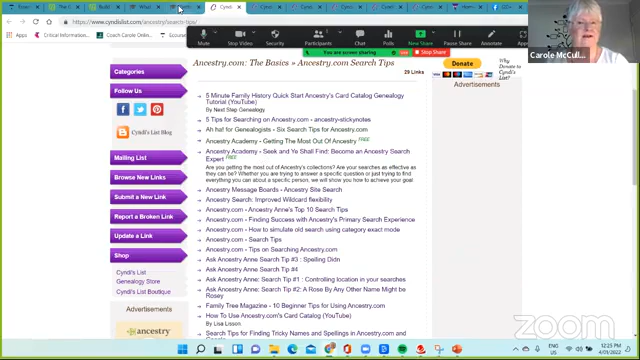 Build
What
Cyndi
https://www.cyndislist.com/ancestry/search-tips/
Coach Carole
Critical
Mute
Security
Participants
Chat
New Share
More
You are screen sharing
Stop Share
Carole McCull...
Ancestry.com: The Basics » Ancestry.com Search Tips
29 Links
Donate
Why Donate to Cyndi's List?
Categories
Follow Us
Cyndi's List Blog
Mailing List
Browse New Links
Submit a New Link
Report a Broken Link
Update a Link
Shop
Cyndi's List
Genealogy Store
Cyndi's List Boutique
Advertisements
ancestry
5 Minute Family History Quick Start Ancestry's Card Catalog Genealogy
Tutorial (YouTube)
By Next Step Genealogy
5 Tips for Searching on Ancestry.com - ancestry-stickynotes
Ah ha! for Genealogists - Six Search Tips for Ancestry.com
Ancestry Academy - Getting The Most Out of Ancestry FREE
Ancestry Academy - Seek and Ye Shall Find: Become an Ancestry Search
Expert FREE
Are you getting the most out of Ancestry's collections? Are your searches as effective as
they can be? Whether you are trying to answer a specific question or just trying to find
everything you can about a specific person, we will show you how to achieve your goal.
Ancestry Message Boards - Ancestry Site Search
Ancestry Search: Improved Wildcard flexibility
Ancestry.com - Ancestry Anne's Top 10 Search Tips
Ancestry.com - Finding Success with Ancestry's Primary Search Experience
Ancestry.com - How to simulate old search using category exact mode
Ancestry.com - Search Tips
Ancestry.com - Tips on Searching Ancestry.com
Ask Ancestry Anne: Search Tip #3 : Spelling Didn
Ask Ancestry Anne: Search Tip #4
Ask Ancestry Anne: Search Tips #1 : Controlling location in your searches
Ask Ancestry Anne: Search Tip #2: A Rose By Any Other Name Might be
Rosey
Family Tree Magazine - 10 Beginner Tips for Using Ancestry.com
How To Use Ancestry.com's Card Catalog (YouTube)
By Lisa Lisson
Search Tips for Finding Tricky Names and Spellings in Ancestry.com and
Advertisements
zoom
ENG
12:25 PM
4/01/2022